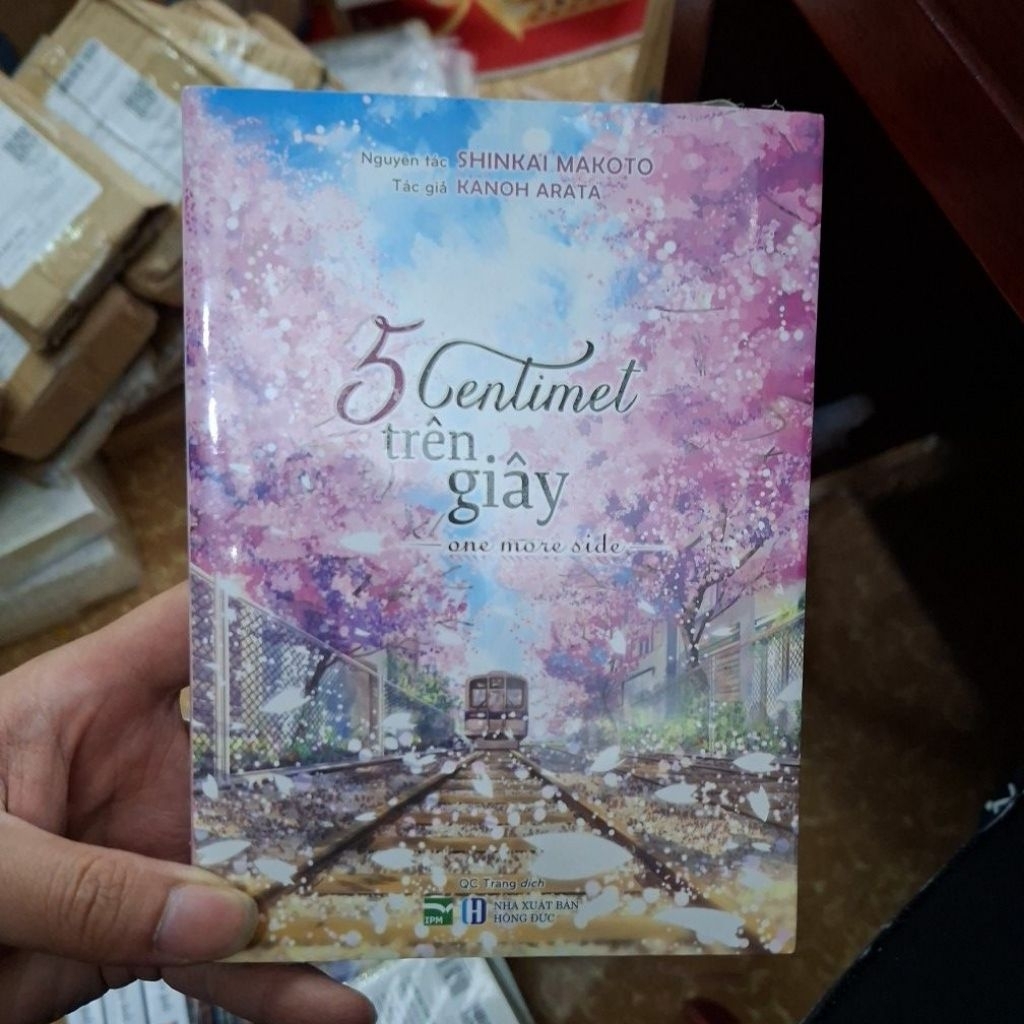 Nguyên tác SHINKAI MAKOTO
Tác giả KANOH ARATA
5 Centimet
trên
giây
one more side
QC Trang dịch
IPM
NHÀ XUẤT BẢN
HỒNG ĐỨC